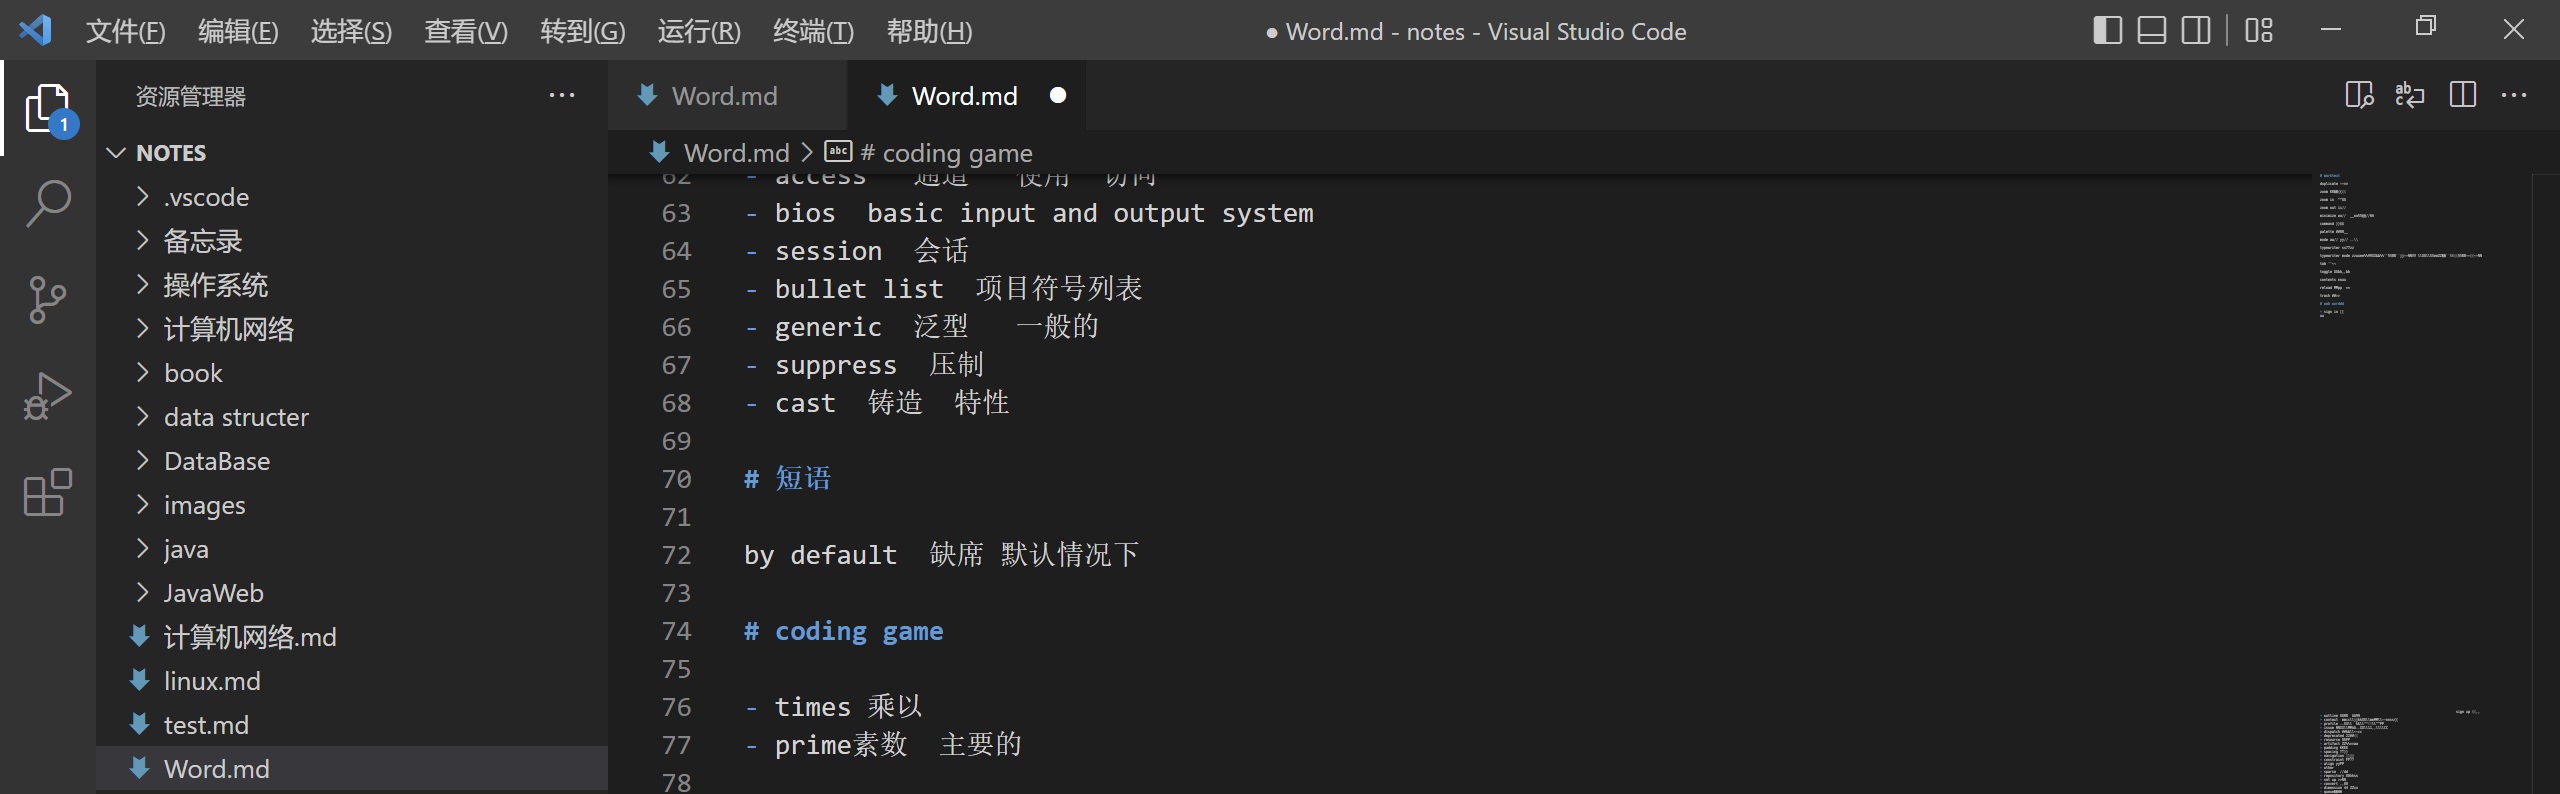 文件(F) 编辑(E) 选择(S) 查看(V) 转到(G) 运行(R) 终端(T) 帮助(H) ● Word.md - notes - Visual Studio Code
资源管理器 ···
Word.md Word.md ●
1
NOTES
Word.md > abc # coding game
.vscode
备忘录
操作系统
计算机网络
book
data structer
DataBase
images
java
JavaWeb
计算机网络.md
linux.md
test.md
Word.md
62 - access 通道 使用 访问
63 - bios basic input and output system
64 - session 会话
65 - bullet list 项目符号列表
66 - generic 泛型 一般的
67 - suppress 压制
68 - cast 铸造 特性
69
70 # 短语
71
72 by default 缺席 默认情况下
73
74 # coding game
75
76 - times 乘以
77 - prime素数 主要的
78